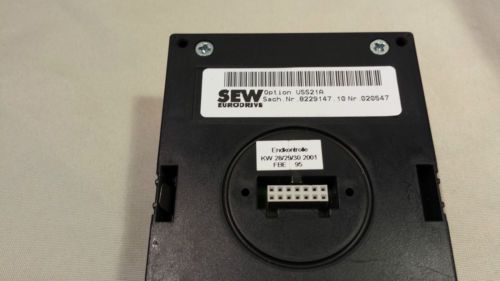 SEW
EURODRIVE
Option USS21A
Sach.Nr.8229147.10 Nr.020547
Endkontrolle
KW 28/29/30 2001
FBE 95